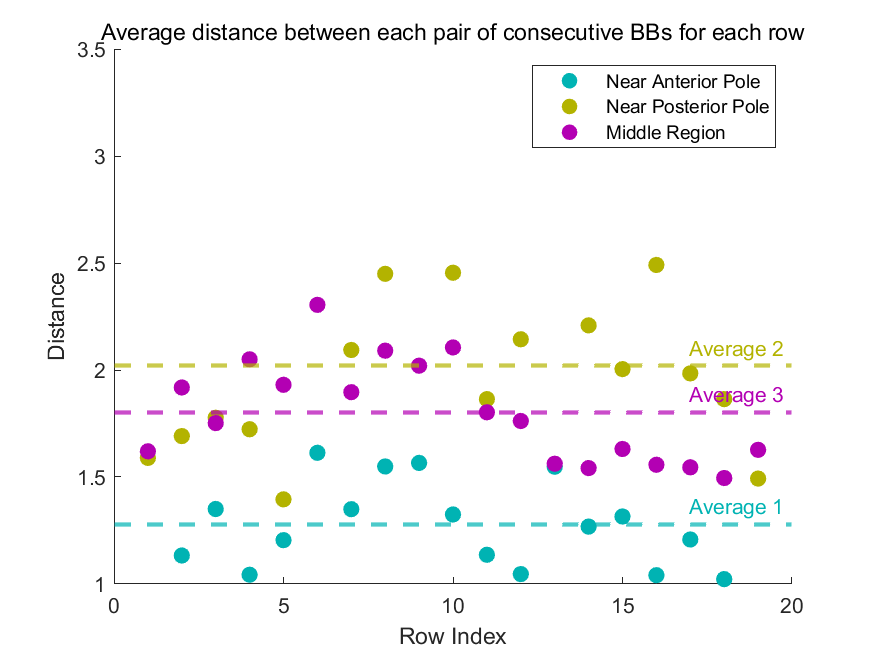 Average distance between each pair of consecutive BBs for each row
3.5
3
2.5
2
1.5
1
Distance
Near Anterior Pole
Near Posterior Pole
Middle Region
Average 2
Average 3
Average 1
0
5
10
15
20
Row Index